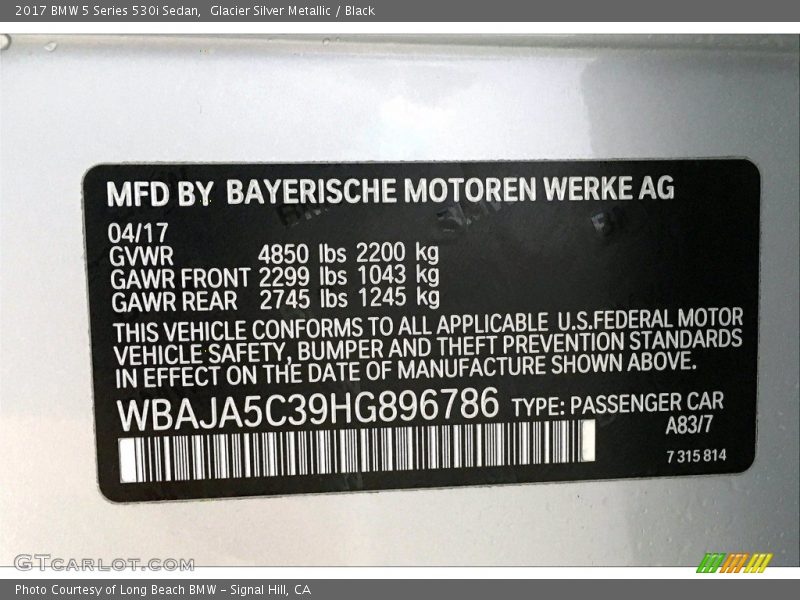 2017 BMW 5 Series 530i Sedan, Glacier Silver Metallic / Black
MFD BY BAYERISCHE MOTOREN WERKE AG
04/17
GVWR 4850 lbs 2200 kg
GAWR FRONT 2299 lbs 1043 kg
GAWR REAR 2745 lbs 1245 kg
THIS VEHICLE CONFORMS TO ALL APPLICABLE U.S.FEDERAL MOTOR
VEHICLE SAFETY, BUMPER AND THEFT PREVENTION STANDARDS
IN EFFECT ON THE DATE OF MANUFACTURE SHOWN ABOVE.
WBAJA5C39HG896786 TYPE: PASSENGER CAR
A83/7
7 315 814
GTCARLOT.COM
Photo Courtesy of Long Beach BMW - Signal Hill, CA